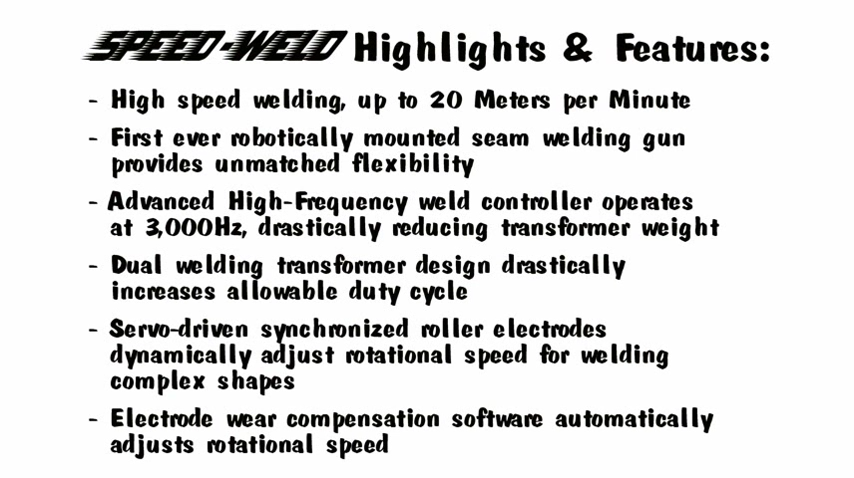 SPEED-WELD Highlights & Features:
- High speed welding, up to 20 Meters per Minute
- First ever robotically mounted seam welding gun
provides unmatched flexibility
- Advanced High-Frequency weld controller operates
at 3,000Hz, drastically reducing transformer weight
- Dual welding transformer design drastically
increases allowable duty cycle
- Servo-driven synchronized roller electrodes
dynamically adjust rotational speed for welding
complex shapes
- Electrode wear compensation software automatically
adjusts rotational speed